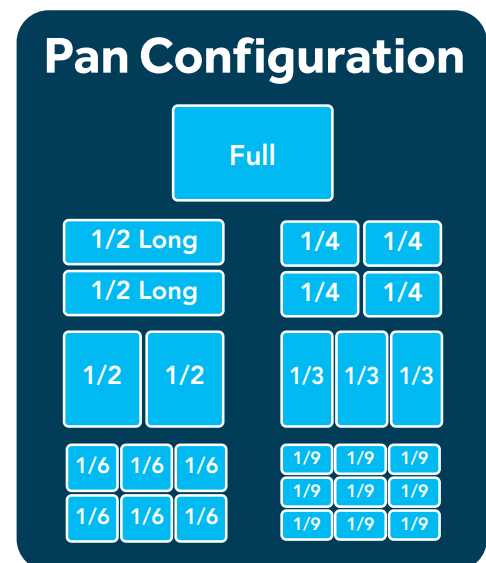 Pan Configuration
Full
1/2 Long
1/2 Long
1/4 1/4
1/4 1/4
1/2 1/2
1/3 1/3 1/3
1/6 1/6 1/6
1/6 1/6 1/6
1/9 1/9 1/9
1/9 1/9 1/9
1/9 1/9 1/9